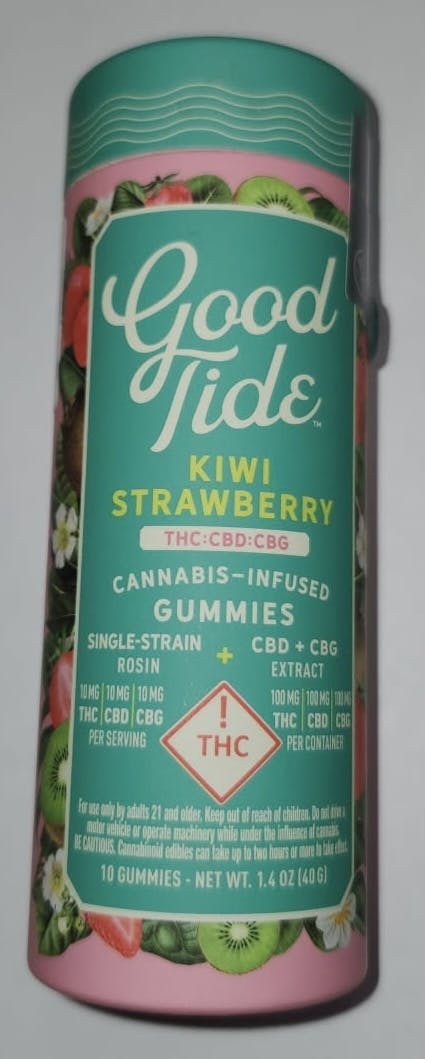 Good
Tide™
KIWI
STRAWBERRY
THC:CBD:CBG
CANNABIS-INFUSED
GUMMIES
SINGLE-STRAIN + CBD + CBG
ROSIN EXTRACT
10 MG | 10 MG | 10 MG 100 MG | 100 MG | 100 MG
THC | CBD | CBG THC | CBD | CBG
PER SERVING PER CONTAINER
!
THC
For use only by adults 21 and older. Keep out of reach of children. Do not drive a
motor vehicle or operate machinery while under the influence of cannabis.
BE CAUTIOUS. Cannabinoid edibles can take up to two hours or more to take effect.
10 GUMMIES - NET WT. 1.4 OZ (40 G)